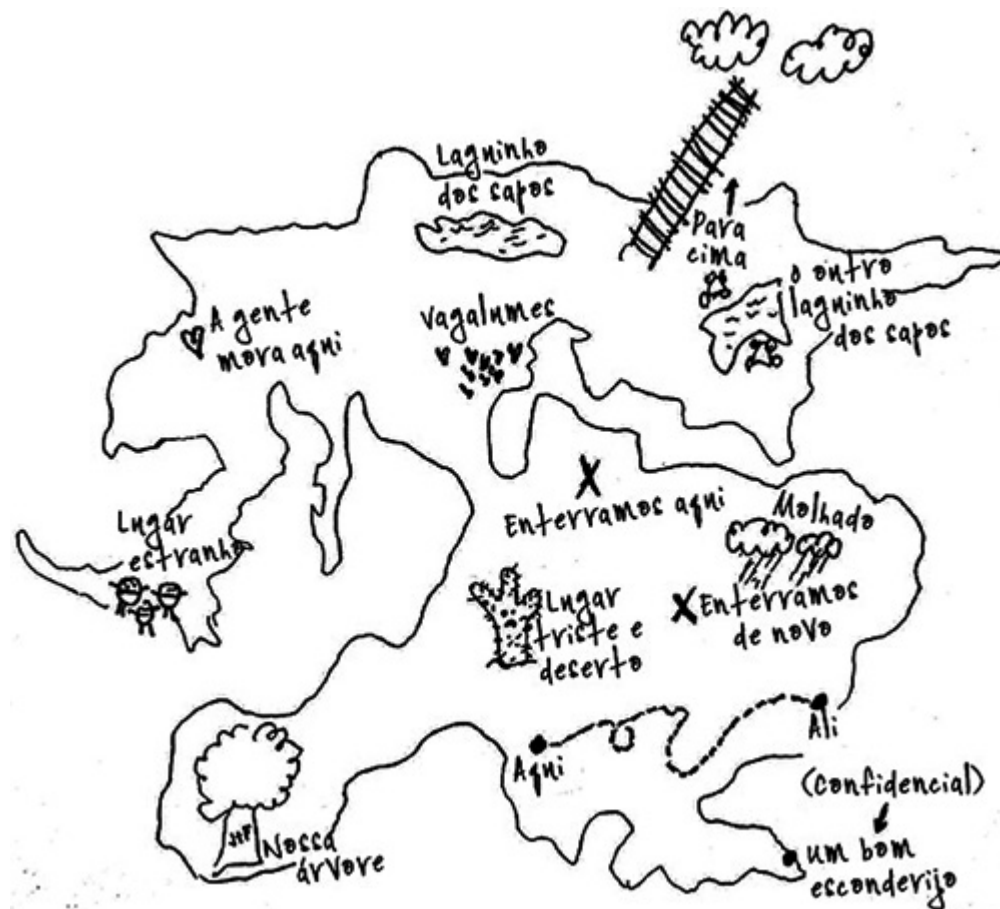 Laguinho
dos sapos
Para
cima
O outro
laguinho
dos sapos
A gente
mora aqui
Vagalumes
Enterramos aqui
Molhado
Lugar
estranho
Lugar
triste e
deserto
Enterramos
de novo
Ali
Aqui
(Confidencial)
um bom
esconderijo
Nossa
árvore